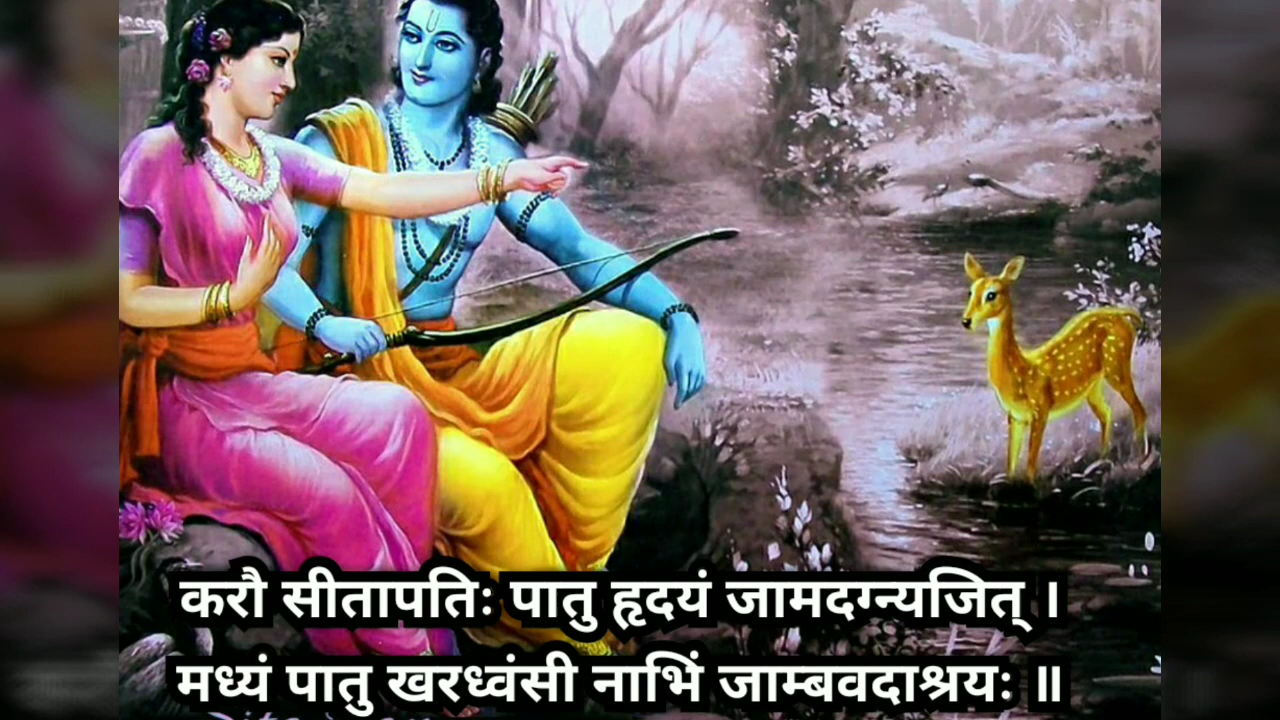 करौ सीतापतिः पातु हृदयं जामदग्न्यजित् ।
मध्यं पातु खरध्वंसी नाभिं जाम्बवदाश्रयः ॥